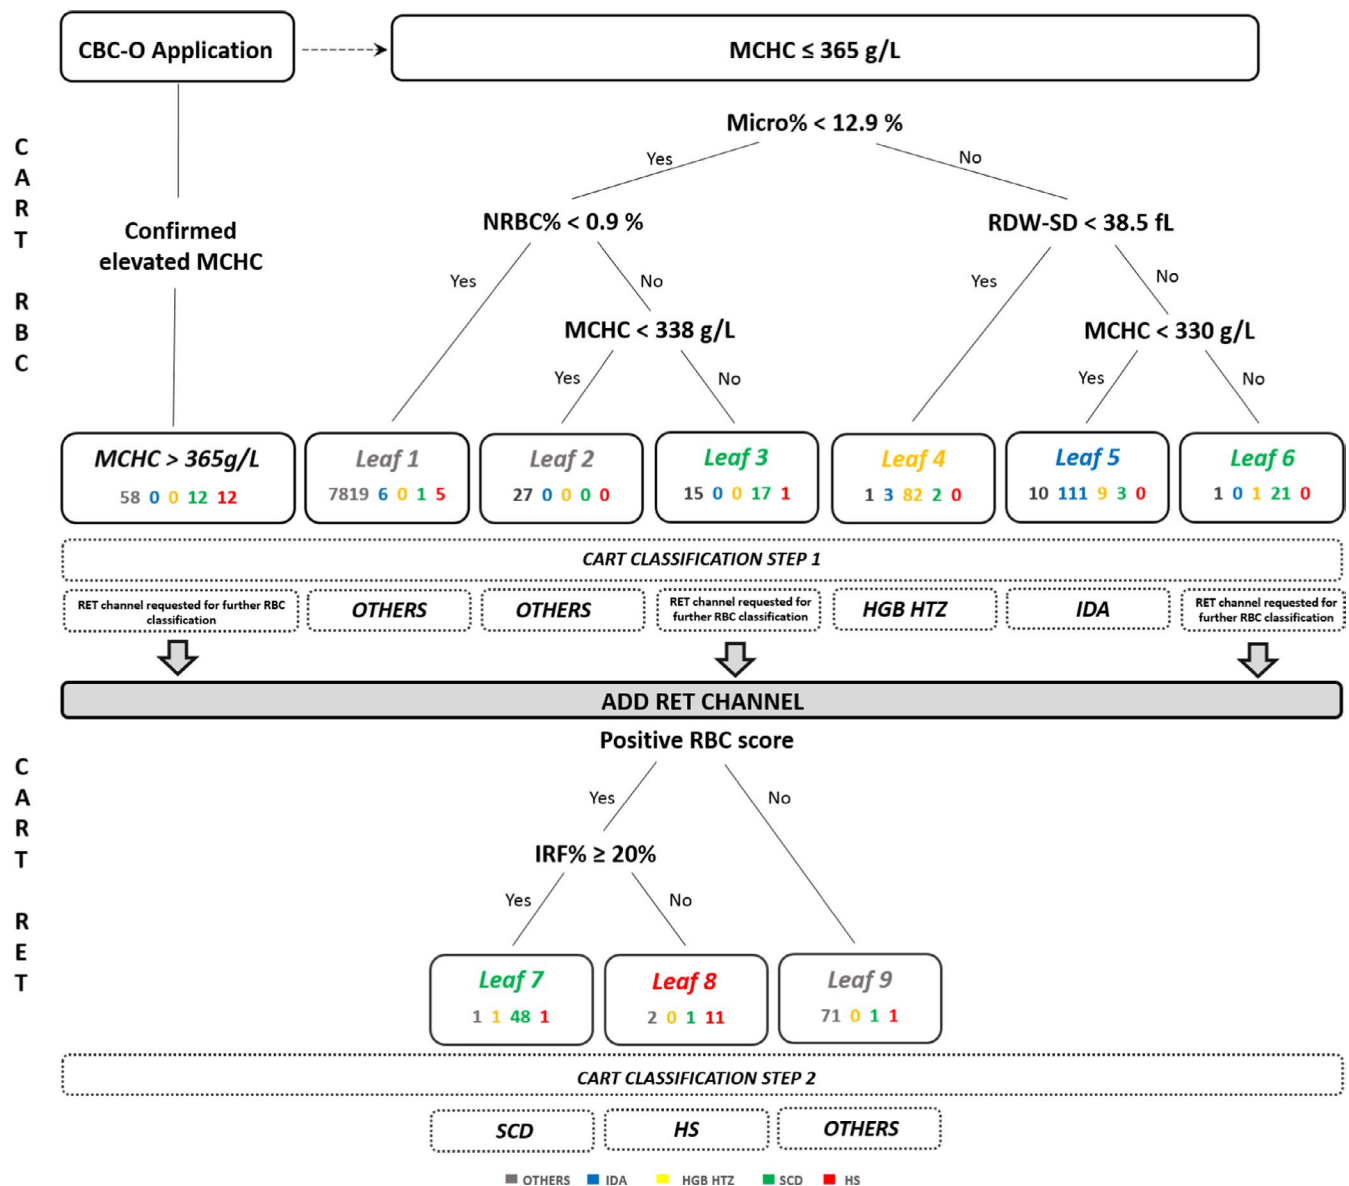 CBC-O Application
MCHC ≤ 365 g/L
Micro% < 12.9 %
Yes
No
C
A
R
T
R
B
C
Confirmed
elevated MCHC
NRBC% < 0.9 %
RDW-SD < 38.5 fL
Yes
No
Yes
No
MCHC < 338 g/L
MCHC < 330 g/L
Yes
No
Yes
No
MCHC > 365g/L
58 0 0 12 12
Leaf 1
7819 6 0 1 5
Leaf 2
27 0 0 0 0
Leaf 3
15 0 0 17 1
Leaf 4
1 3 82 2 0
Leaf 5
10 111 9 3 0
Leaf 6
1 0 1 21 0
CART CLASSIFICATION STEP 1
RET channel requested for further RBC
classification
OTHERS
OTHERS
RET channel requested for
further RBC classification
HGB HTZ
IDA
RET channel requested for
further RBC classification
ADD RET CHANNEL
C
A
R
T
R
E
T
Positive RBC score
Yes
No
IRF% ≥ 20%
Yes
No
Leaf 7
1 1 48 1
Leaf 8
2 0 1 11
Leaf 9
71 0 1 1
CART CLASSIFICATION STEP 2
SCD
HS
OTHERS
OTHERS IDA HGB HTZ SCD HS